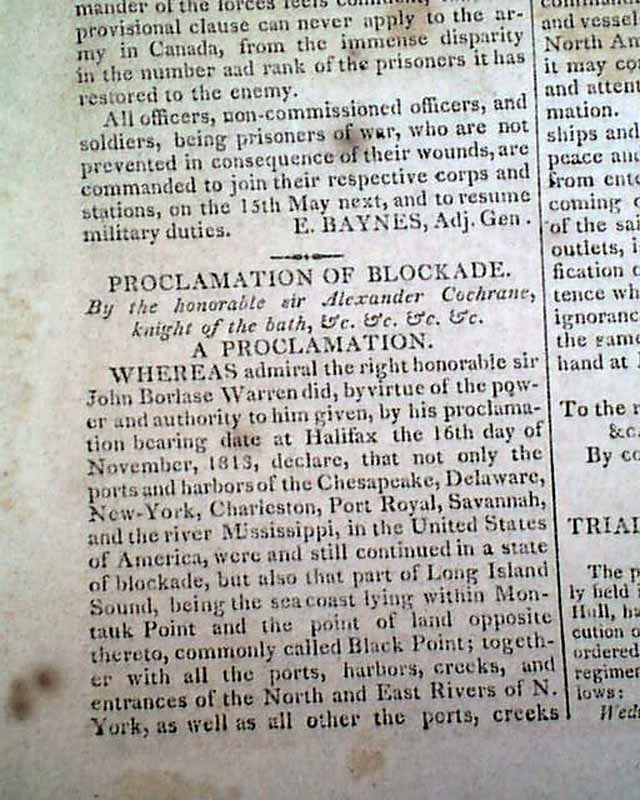 mander of the forces feels confident,
provisional clause can never apply to the ar-
my in Canada, from the immense disparity
in the number aad rank of the prisoners it has
restored to the enemy.
All officers, non-commissioned officers, and
soldiers, being prisoners of war, who are not
prevented in consequence of their wounds, are
commanded to join their respective corps and
stations, on the 15th May next, and to resume
military duties. E. BAYNES, Adj. Gen.
PROCLAMATION OF BLOCKADE.
By the honorable sir Alexander Cochrane,
knight of the bath, &c. &c. &c. &c.
A PROCLAMATION.
WHEREAS admiral the right honorable sir
John Borlase Warren did, by virtue of the pow-
er and authority to him given, by his proclama-
tion bearing date at Halifax the 16th day of
November, 1813, declare, that not only the
ports and harbors of the Chesapeake, Delaware,
New-York, Charleston, Port Royal, Savannah,
and the river Mississippi, in the United States
of America, were and still continued in a state
of blockade, but also that part of Long Island
Sound, being the sea coast lying within Mon-
tauk Point and the point of land opposite
thereto, commonly called Black Point; togeth-
er with all the ports, harbors, creeks, and
entrances of the North and East Rivers of N.
York, as well as all other the ports, creeks
and vessel
North Am
it may co
and attent
mation.
ships and
peace and
from ente
coming o
of the sai
outlets, i
fication o
tence wh
ignoranc
the same
hand at
To the r
&c.
By co
TRIAL
The p
ly held i
Hull, ha
cution o
ordered
regimen
lows:
Wedn